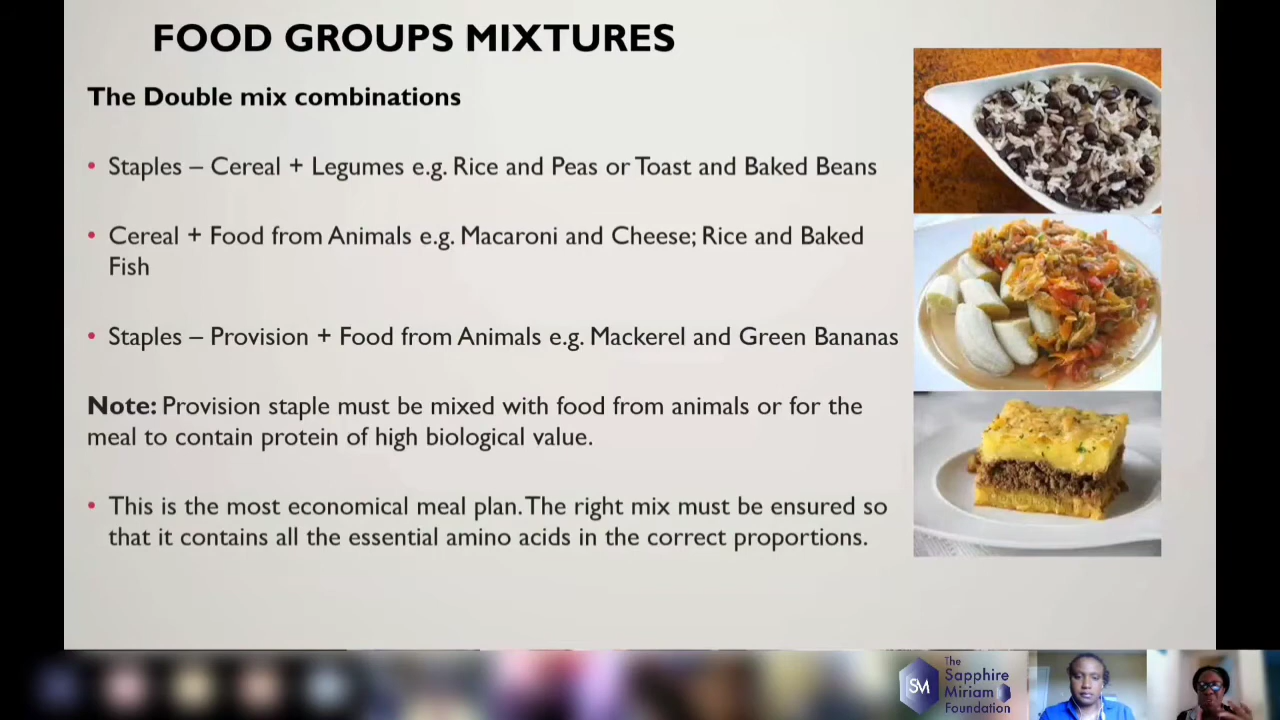 FOOD GROUPS MIXTURES
The Double mix combinations
• Staples – Cereal + Legumes e.g. Rice and Peas or Toast and Baked Beans
• Cereal + Food from Animals e.g. Macaroni and Cheese; Rice and Baked
Fish
• Staples – Provision + Food from Animals e.g. Mackerel and Green Bananas
Note: Provision staple must be mixed with food from animals or for the
meal to contain protein of high biological value.
• This is the most economical meal plan. The right mix must be ensured so
that it contains all the essential amino acids in the correct proportions.
SM
The
Sapphire
Miriam
Foundation